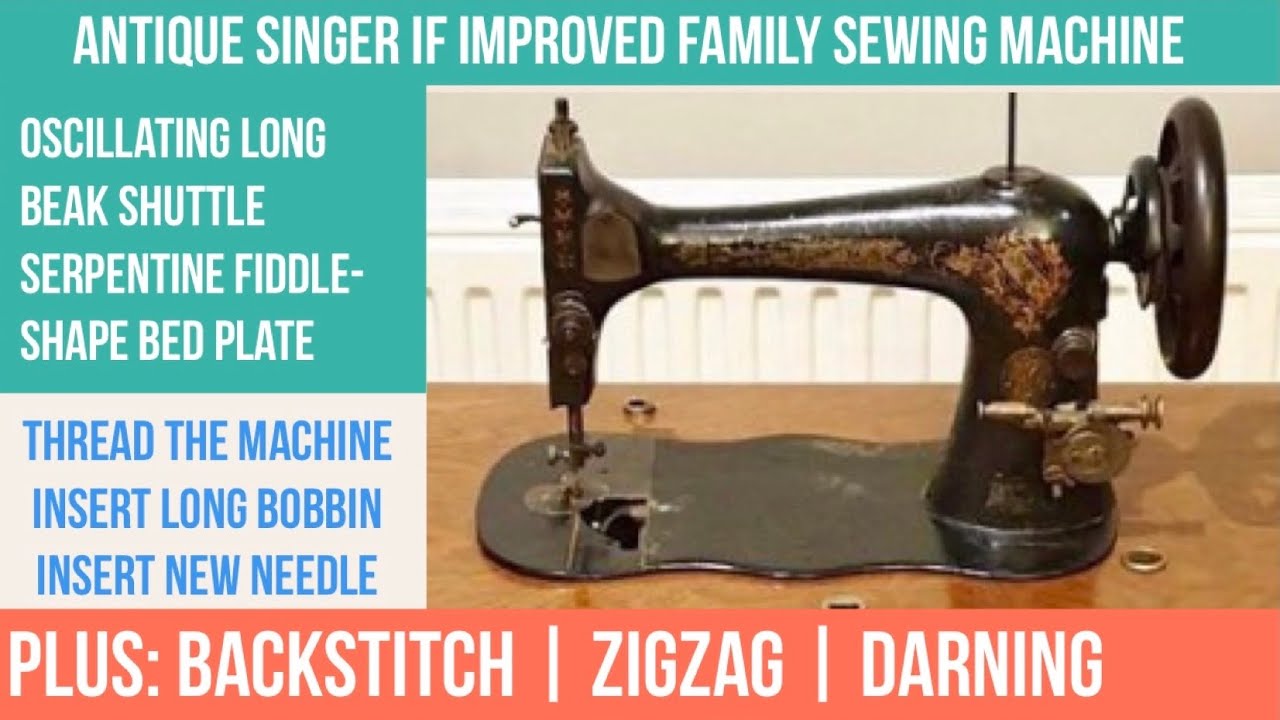 ANTIQUE SINGER IF IMPROVED FAMILY SEWING MACHINE
OSCILLATING LONG
BEAK SHUTTLE
SERPENTINE FIDDLE-
SHAPE BED PLATE
THREAD THE MACHINE
INSERT LONG BOBBIN
INSERT NEW NEEDLE
PLUS: BACKSTITCH | ZIGZAG | DARNING